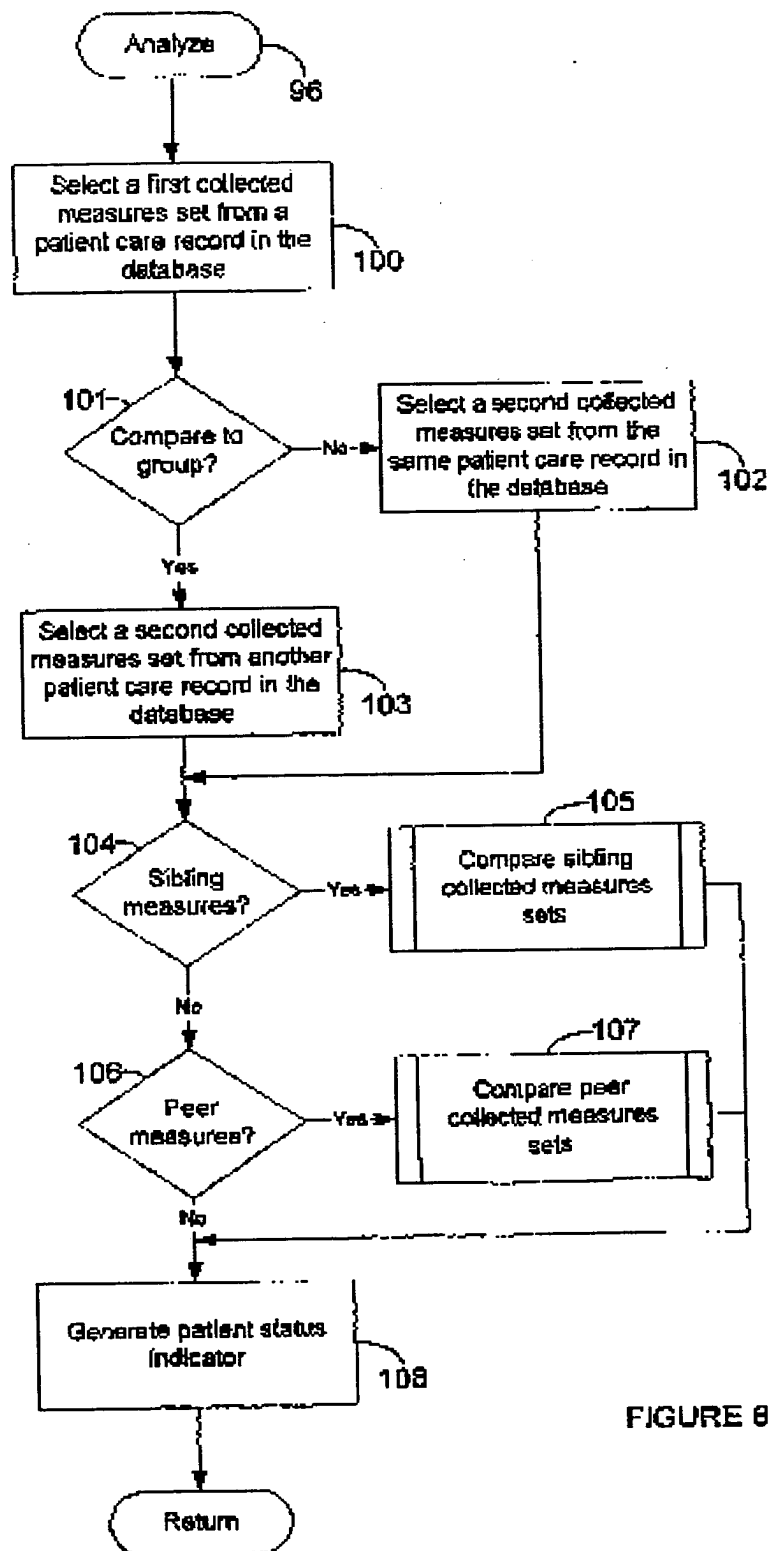 Analyze
96
Select a first collected
measures set from a
patient care record in the
database
100
101
Compare to
group?
No
Select a second collected
measures set from the
same patient care record in
the database
102
Yes
Select a second collected
measures set from another
patient care record in the
database
103
104
Sibling
measures?
Yes
105
Compare sibling
collected measures
sets
No
106
Peer
measures?
Yes
107
Compare peer
collected measures
sets
No
Generate patient status
indicator
108
FIGURE 8
Return